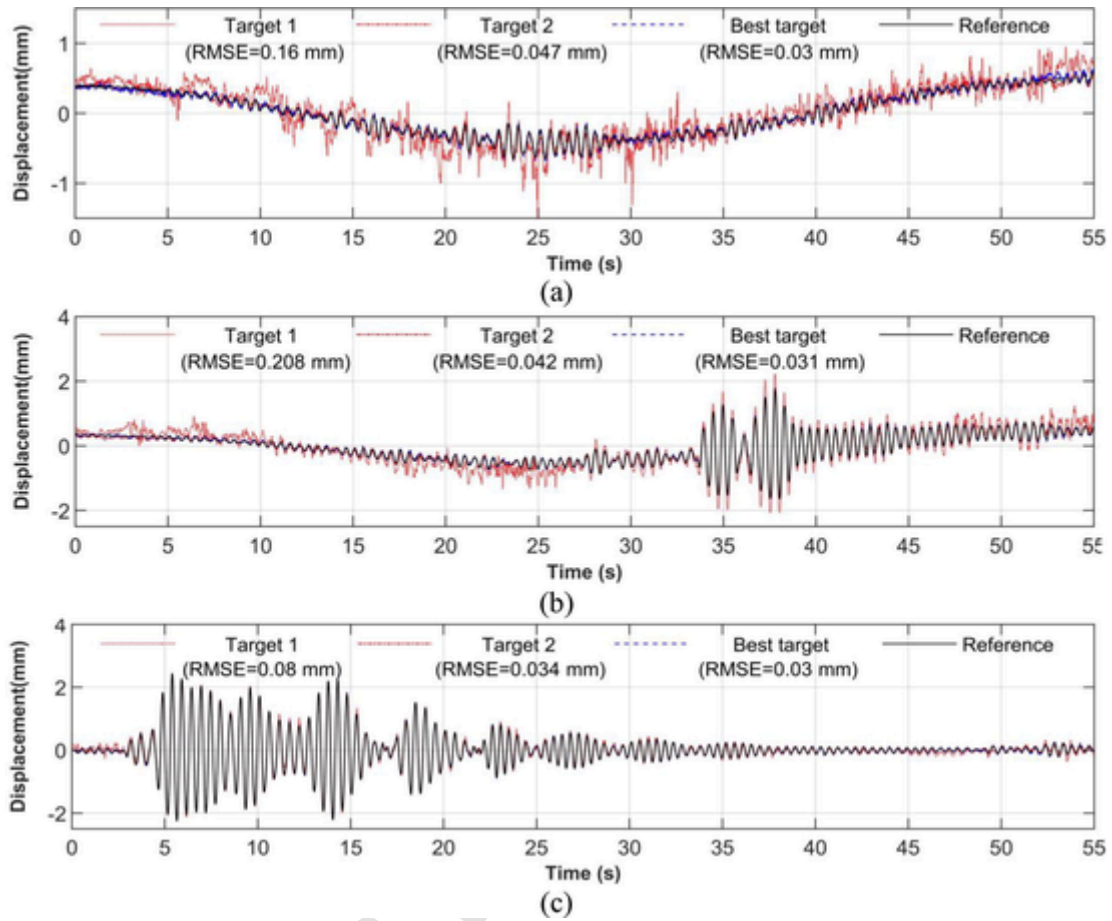 Target 1 Target 2 Best target Reference
(RMSE=0.16 mm) (RMSE=0.047 mm) (RMSE=0.03 mm)
1
0
-1
Displacement(mm)
0 5 10 15 20 25 30 35 40 45 50 55
Time (s)
(a)
4
Target 1 Target 2 Best target Reference
(RMSE=0.208 mm) (RMSE=0.042 mm) (RMSE=0.031 mm)
2
0
-2
Displacement(mm)
0 5 10 15 20 25 30 35 40 45 50 55
Time (s)
(b)
4
Target 1 Target 2 Best target Reference
(RMSE=0.08 mm) (RMSE=0.034 mm) (RMSE=0.03 mm)
2
0
-2
Displacement(mm)
0 5 10 15 20 25 30 35 40 45 50 55
Time (s)
(c)